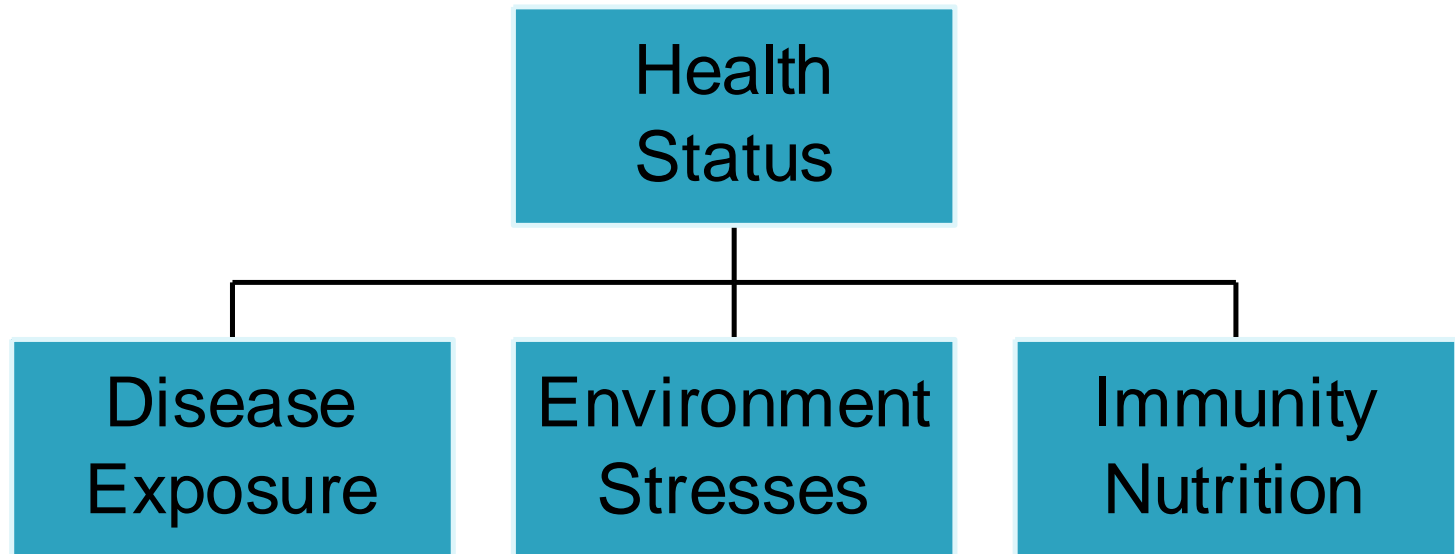 Health
Status
Disease
Exposure
Environment
Stresses
Immunity
Nutrition